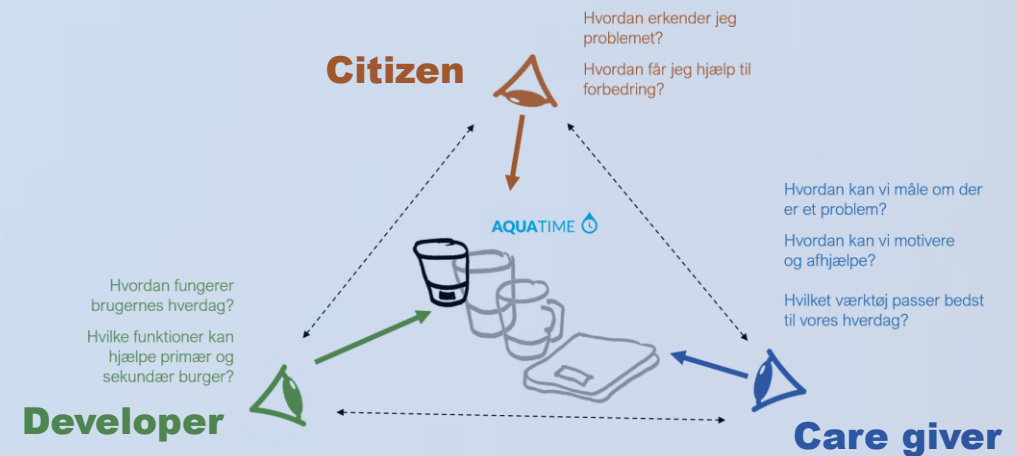 Hvordan erkender jeg
problemet?
Hvordan får jeg hjælp til
forbedring?
Citizen
Hvordan kan vi måle om der
er et problem?
Hvordan kan vi motivere
og afhjælpe?
Hvilket værktøj passer bedst
til vores hverdag?
AQUATIME
Hvordan fungerer
brugernes hverdag?
Hvilke funktioner kan
hjælpe primær og
sekundær burger?
Developer
Care giver